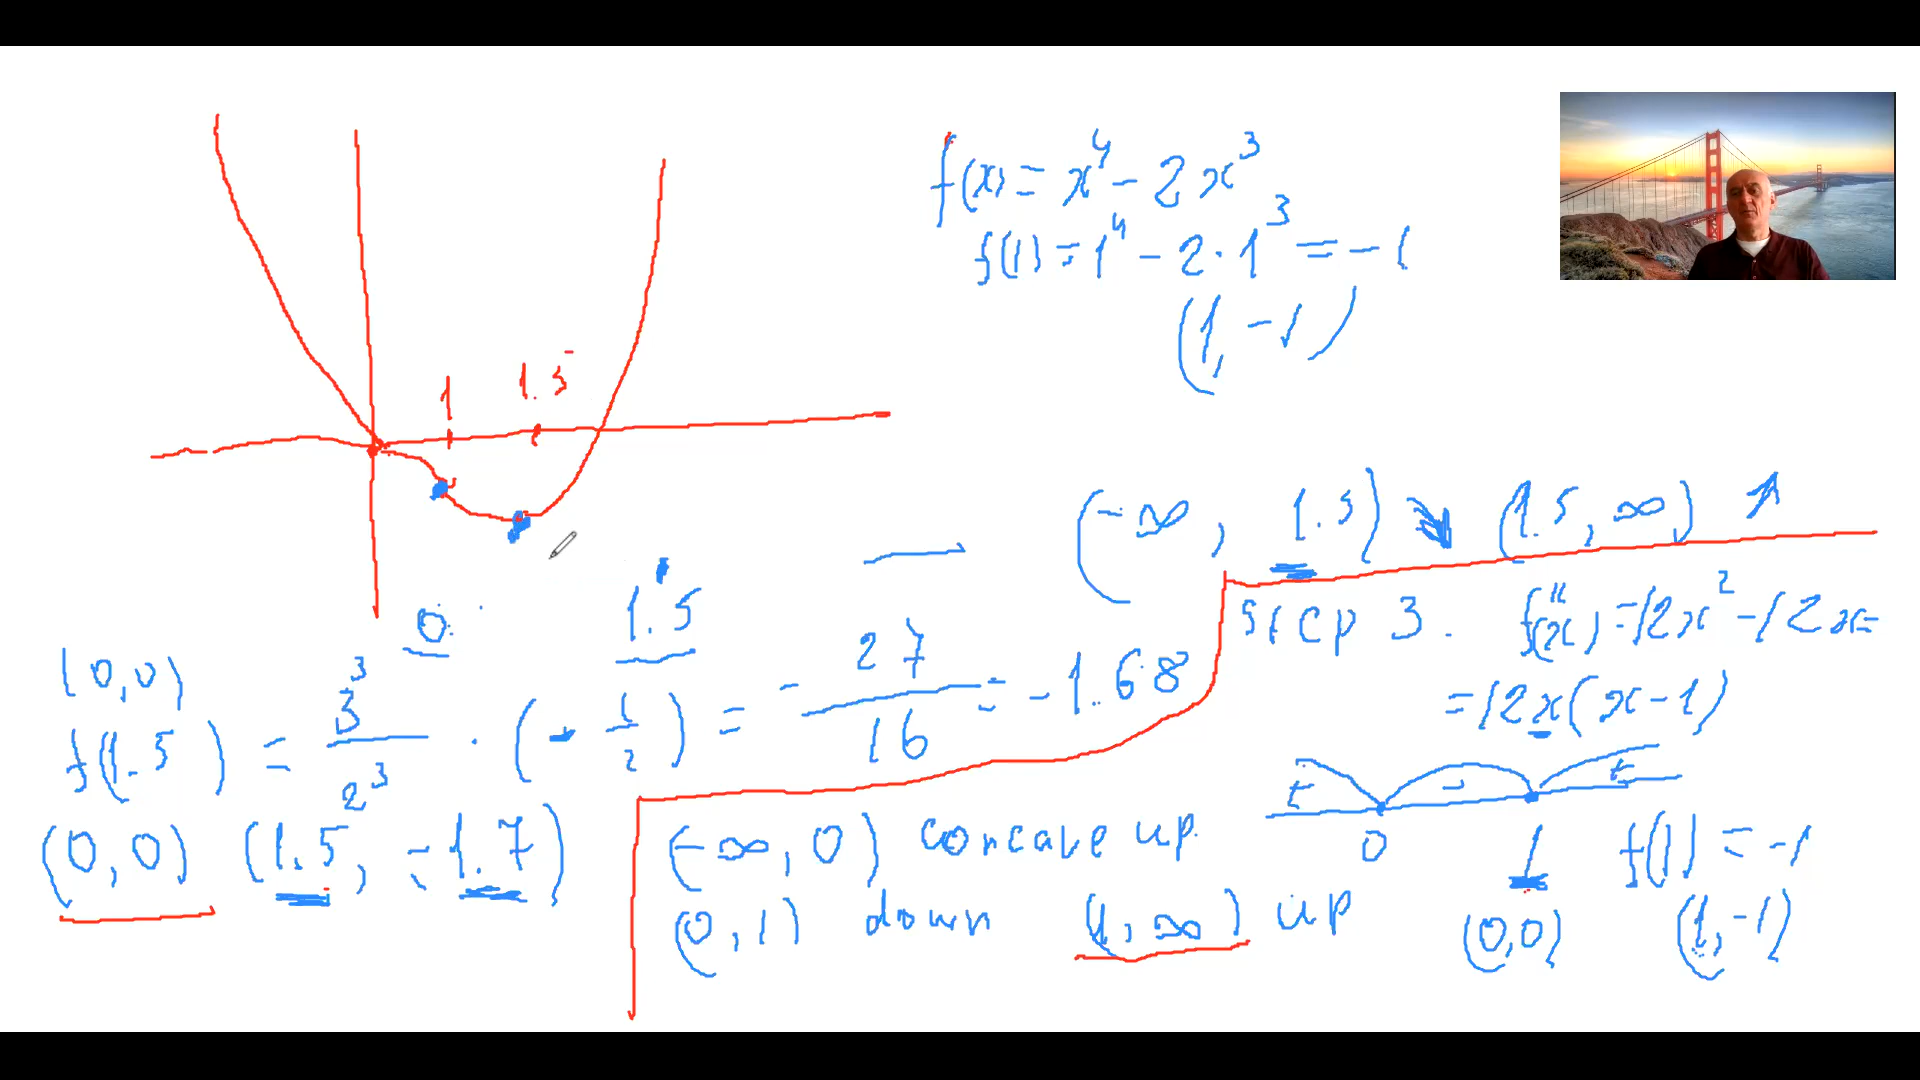 f(x) = x⁴ - 2x³
f(1) = 1⁴ - 2 · 1³ = -1
(1, -1)
1 1.5
(-∞, 1.5) ↘ (1.5, ∞) ↗
0 1.5
step 3. f''(x) = 12x² - 12x =
= 12x(x - 1)
(0,0)
f(1.5) = 3³/2³ · (-1/2) = -27/16 = -1.68
+ - +
0 1
(0,0) (1.5, -1.7)
(-∞, 0) concave up
f(1) = -1
(0,1) down (1, ∞) up
(0,0) (1, -1)